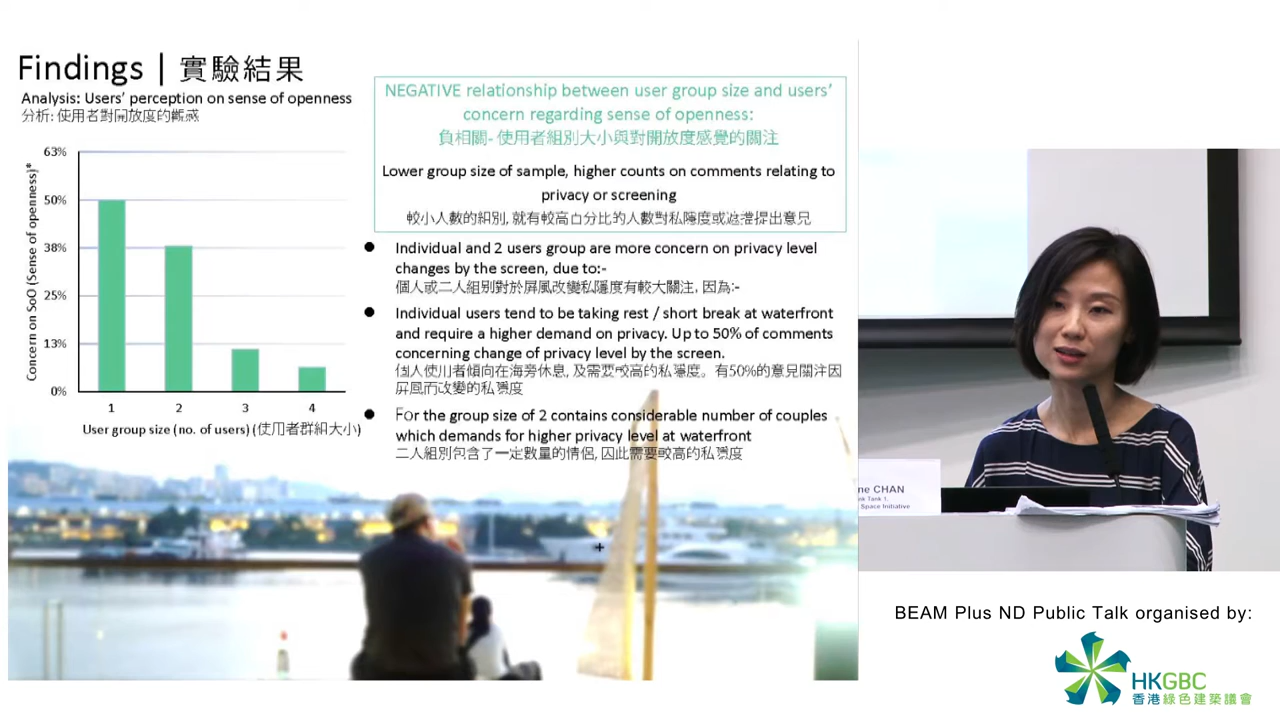 Findings | 實驗結果
Analysis: Users' perception on sense of openness
分析: 使用者對開放度的觀感
63%
50%
38%
25%
13%
0%
Concern on SoO (Sense of openness)*
1 2 3 4
User group size (no. of users) (使用者群組大小)
NEGATIVE relationship between user group size and users'
concern regarding sense of openness:
負相關- 使用者組別大小與對開放度感覺的關注
Lower group size of sample, higher counts on comments relating to
privacy or screening
較小人數的組別, 就有較高百分比的人數對私隱度或遮擋提出意見
Individual and 2 users group are more concern on privacy level
changes by the screen, due to:-
個人或二人組別對於屏風改變私隱度有較大關注, 因為:-
Individual users tend to be taking rest / short break at waterfront
and require a higher demand on privacy. Up to 50% of comments
concerning change of privacy level by the screen.
個人使用者傾向在海旁休息, 及需要較高的私隱度。有50%的意見關注因
屏風而改變的私隱度
For the group size of 2 contains considerable number of couples
which demands for higher privacy level at waterfront
二人組別包含了一定數量的情侶, 因此需要較高的私隱度
ne CHAN
nk Tank 1,
Space Initiative
BEAM Plus ND Public Talk organised by:
HKGBC
香港綠色建築議會